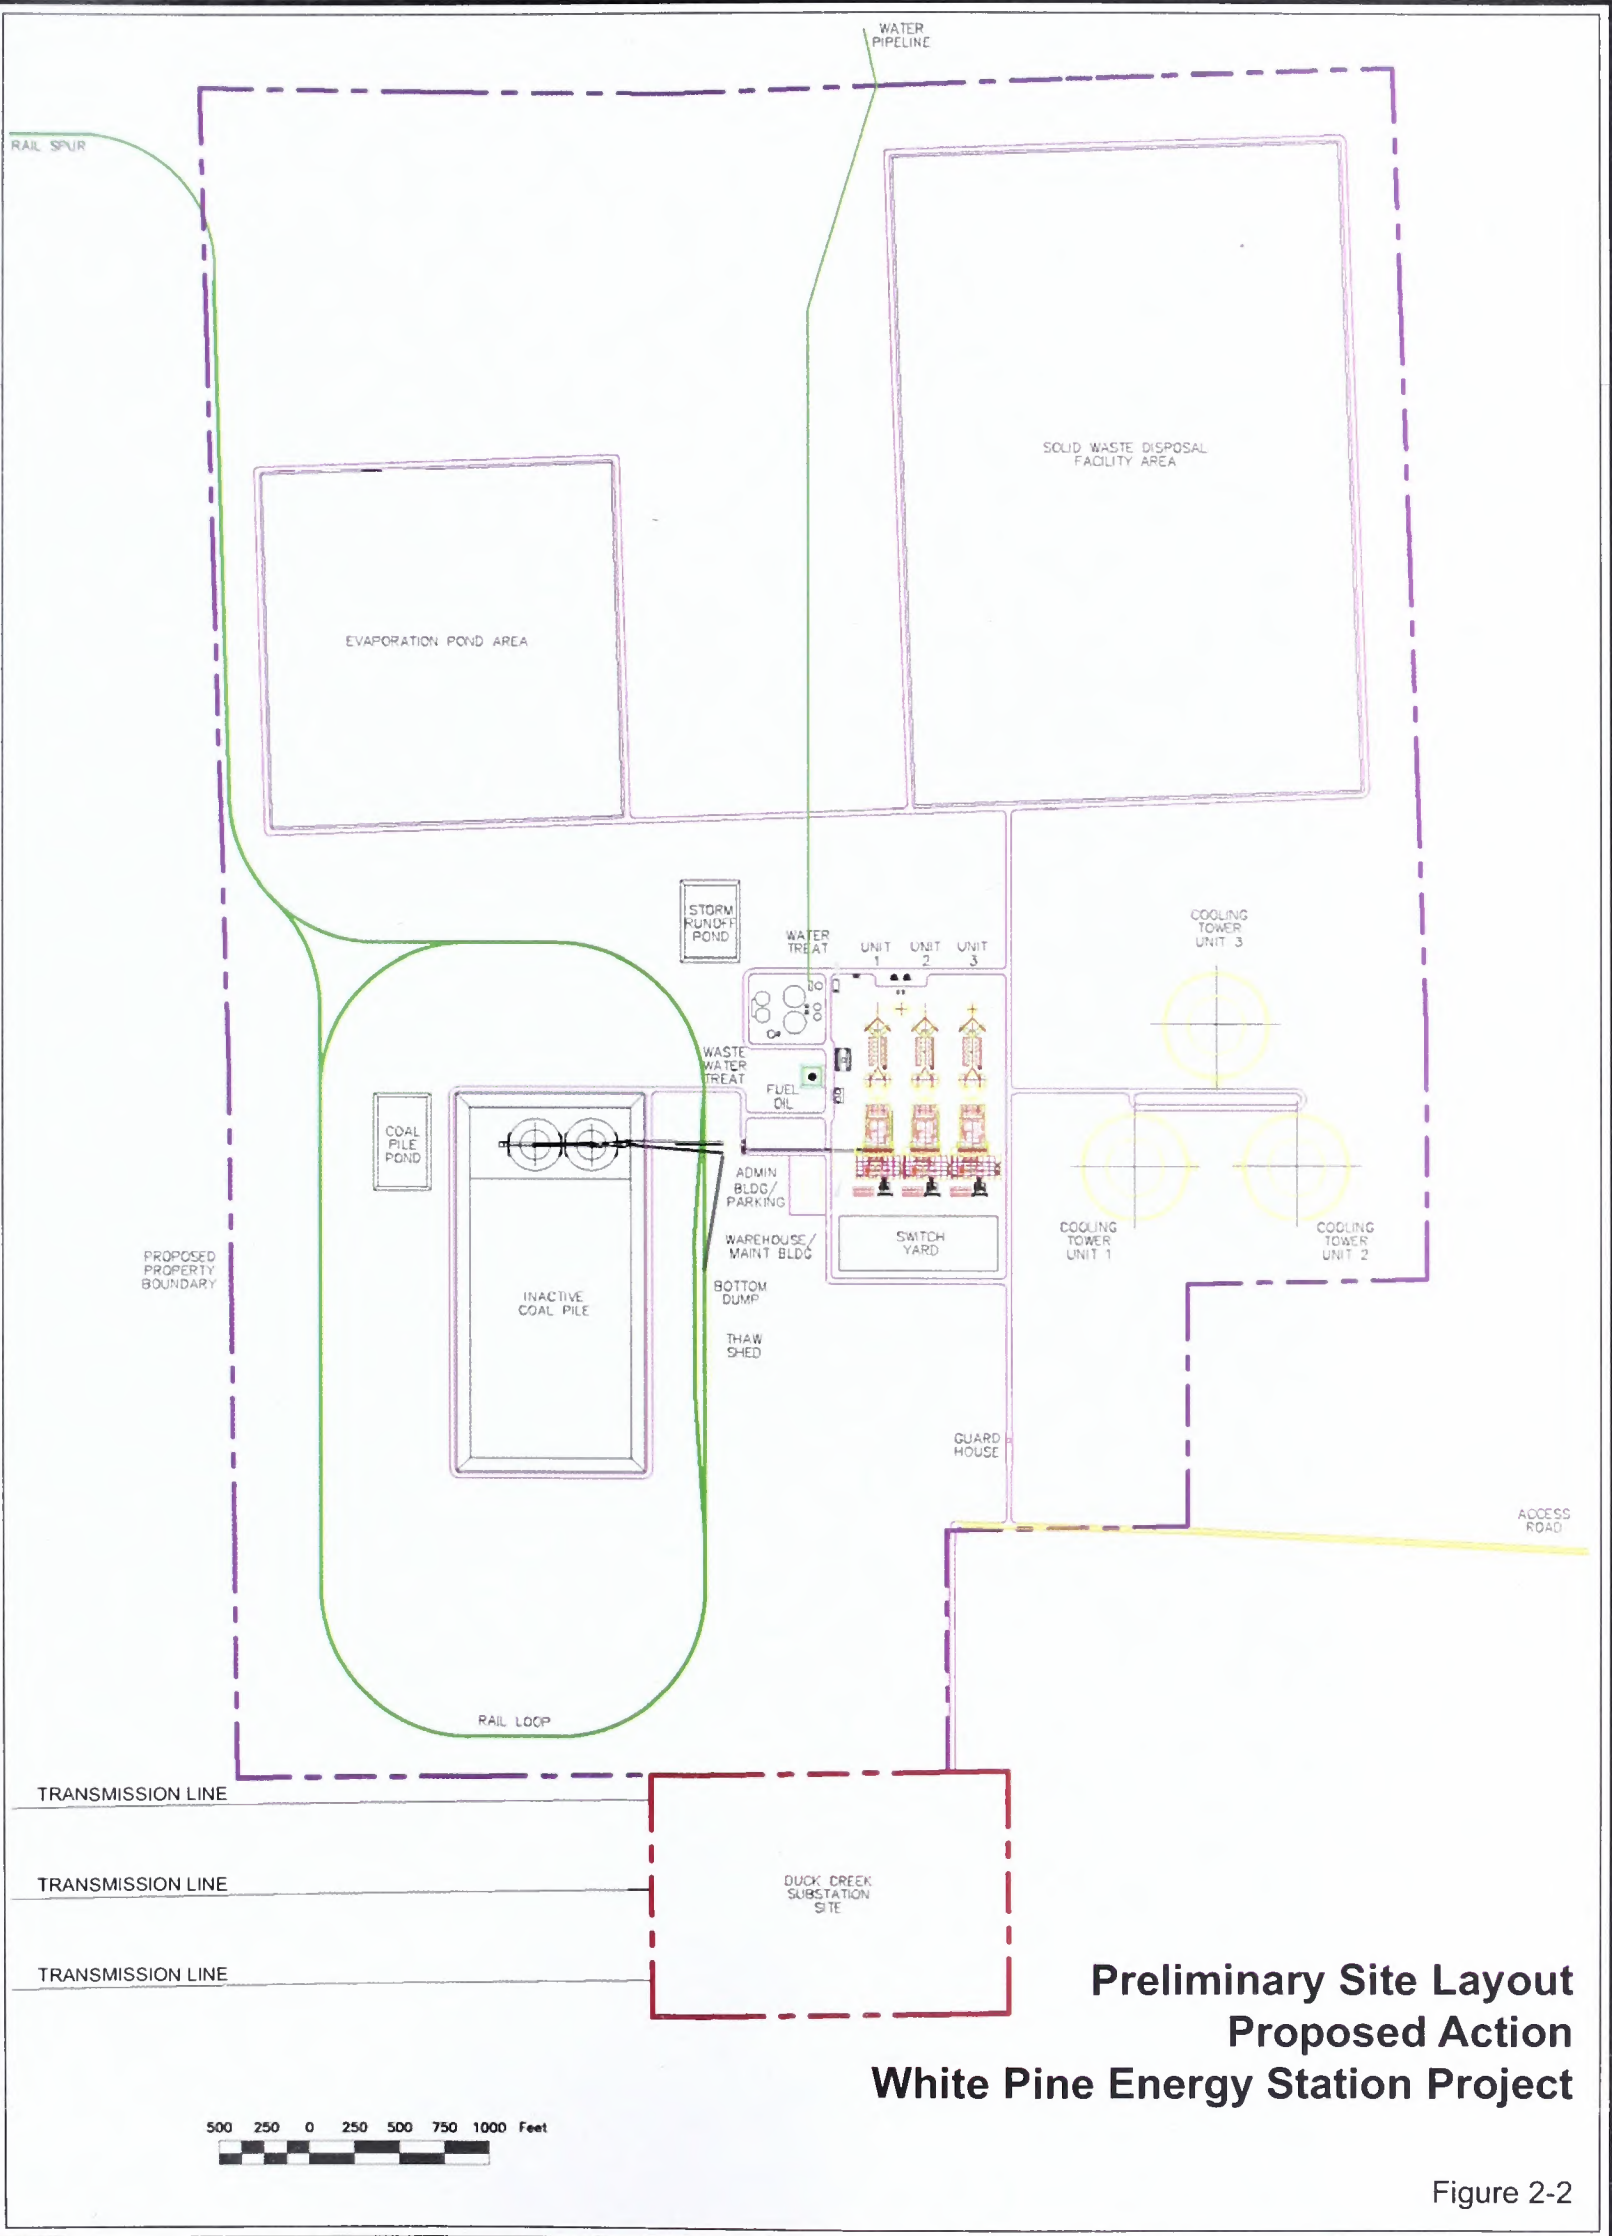 WATER
PIPELINE
RAIL SPUR
SOLID WASTE DISPOSAL
FACILITY AREA
EVAPORATION POND AREA
STORM
RUNOFF
POND
WATER
TREAT
UNIT
1
UNIT
2
UNIT
3
COOLING
TOWER
UNIT 3
WASTE
WATER
TREAT
FUEL
OIL
COAL
PILE
POND
ADMIN
BLDG/
PARKING
WAREHOUSE/
MAINT BLDG
SWITCH
YARD
COOLING
TOWER
UNIT 1
COOLING
TOWER
UNIT 2
PROPOSED
PROPERTY
BOUNDARY
INACTIVE
COAL PILE
BOTTOM
DUMP
THAW
SHED
GUARD
HOUSE
ACCESS
ROAD
RAIL LOOP
TRANSMISSION LINE
TRANSMISSION LINE
TRANSMISSION LINE
DUCK CREEK
SUBSTATION
SITE
Preliminary Site Layout
Proposed Action
White Pine Energy Station Project
500 250 0 250 500 750 1000 Feet
Figure 2-2